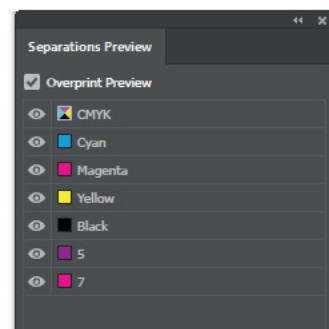 Separations Preview
Overprint Preview
CMYK
Cyan
Magenta
Yellow
Black
5
7